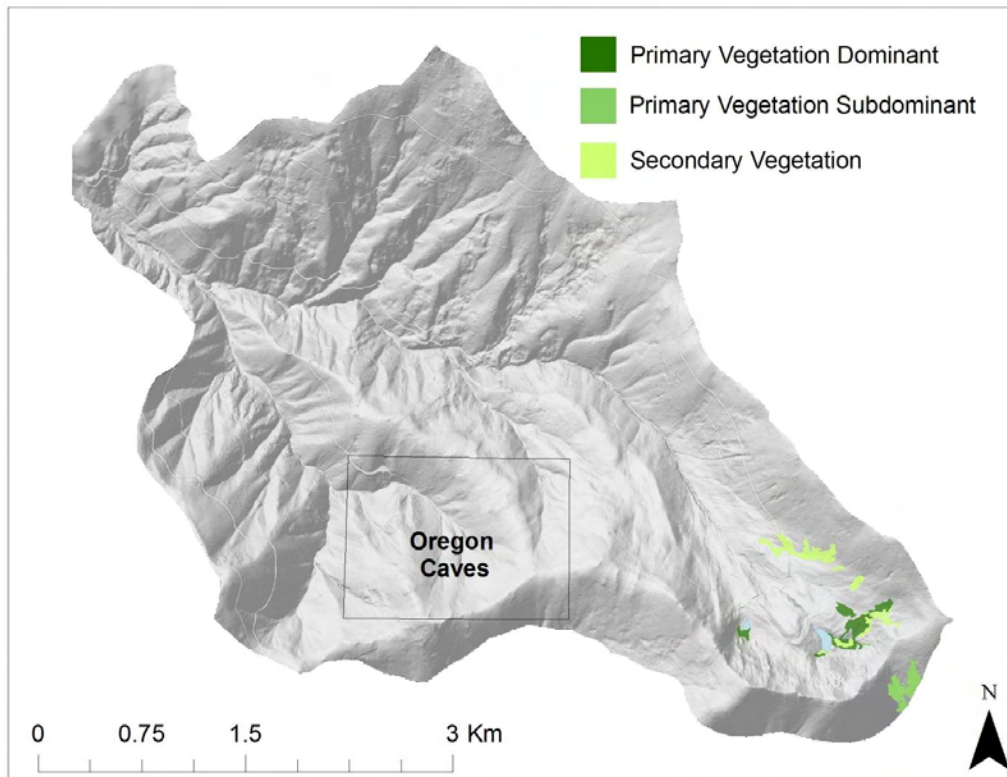 Primary Vegetation Dominant
Primary Vegetation Subdominant
Secondary Vegetation
Oregon
Caves
0 0.75 1.5 3 Km
N